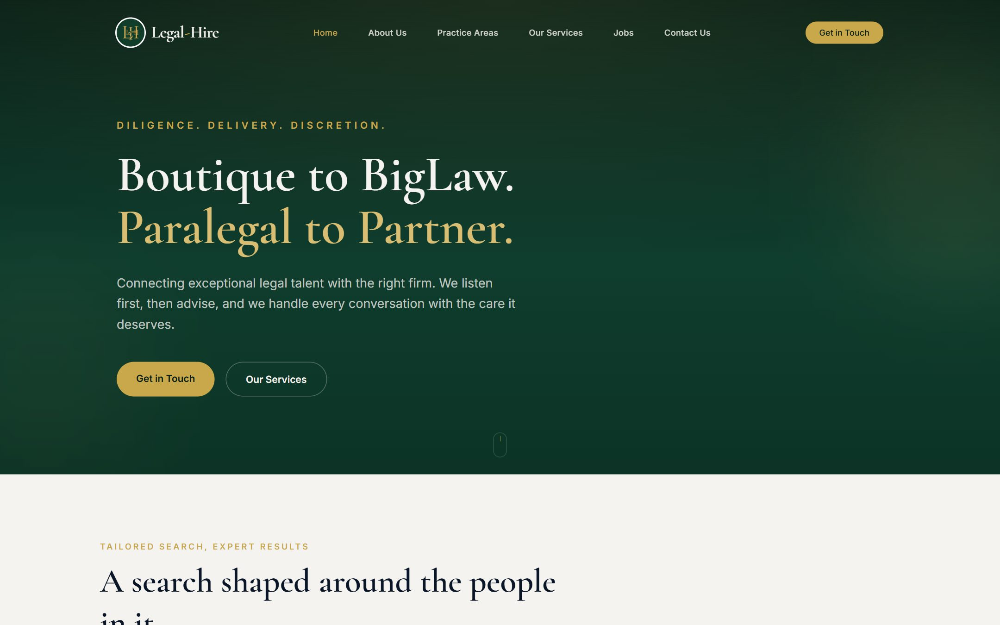 LH Legal-Hire
Home
About Us
Practice Areas
Our Services
Jobs
Contact Us
Get in Touch
DILIGENCE. DELIVERY. DISCRETION.
Boutique to BigLaw.
Paralegal to Partner.
Connecting exceptional legal talent with the right firm. We listen
first, then advise, and we handle every conversation with the care it
deserves.
Get in Touch
Our Services
TAILORED SEARCH, EXPERT RESULTS
A search shaped around the people
in it